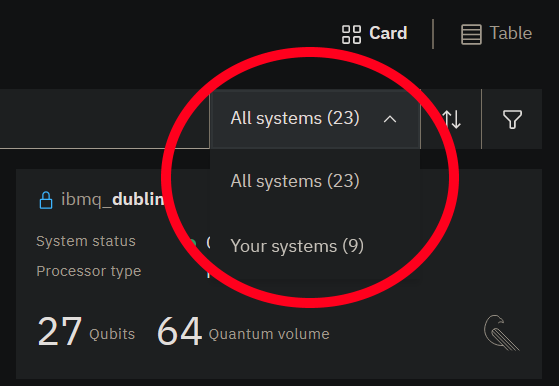 Card
Table
All systems (23)
All systems (23)
Your systems (9)
ibmq_dublin
System status
Processor type
27 Qubits 64 Quantum volume